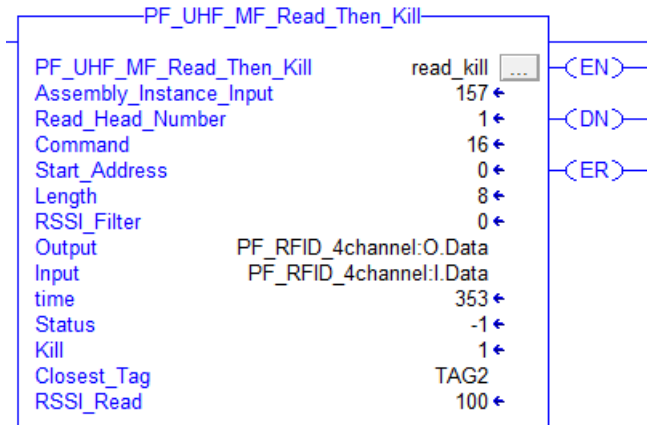 PF_UHF_MF_Read_Then_Kill
PF_UHF_MF_Read_Then_Kill read_kill ... EN
Assembly_Instance_Input 157
Read_Head_Number 1 DN
Command 16
Start_Address 0 ER
Length 8
RSSI_Filter 0
Output PF_RFID_4channel:O.Data
Input PF_RFID_4channel:I.Data
time 353
Status -1
Kill 1
Closest_Tag TAG2
RSSI_Read 100